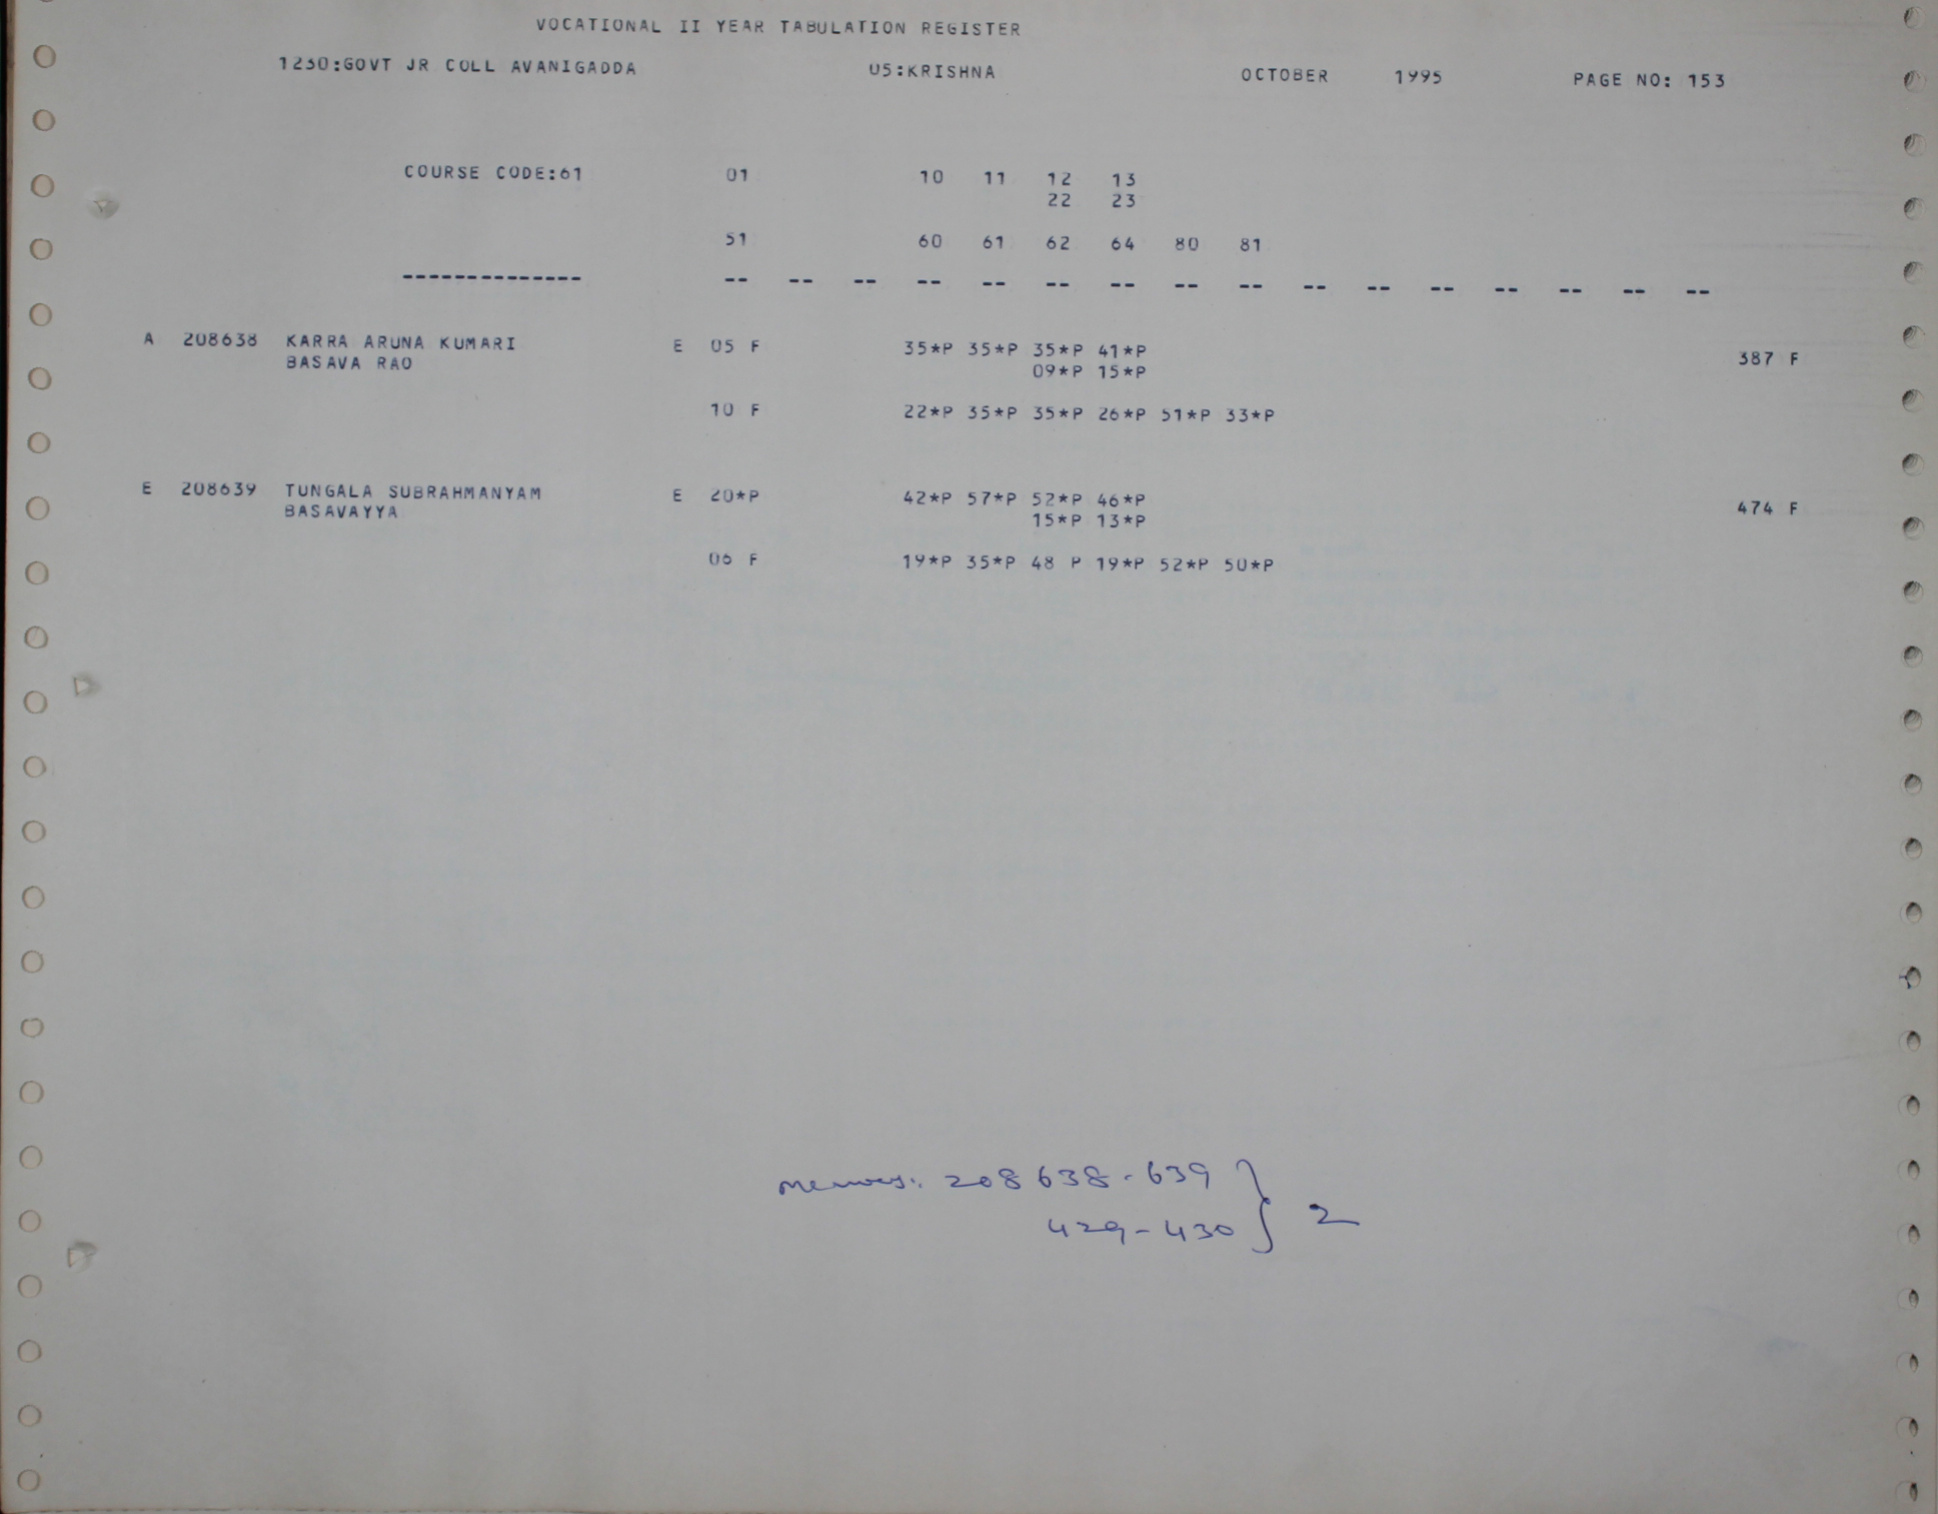 VOCATIONAL II YEAR TABULATION REGISTER
1230:GOVT JR COLL AVANIGADDA 05:KRISHNA OCTOBER 1995 PAGE NO: 153
COURSE CODE:61 01 10 11 12 13
22 23
51 60 61 62 64 80 81
-------------- -- -- -- -- -- -- -- -- -- -- -- -- -- -- -- --
A 208638 KARRA ARUNA KUMARI E 05 F 35*P 35*P 35*P 41*P 387 F
BASAVA RAO 09*P 15*P
10 F 22*P 35*P 35*P 26*P 51*P 33*P
E 208639 TUNGALA SUBRAHMANYAM E 20*P 42*P 57*P 52*P 46*P 474 F
BASAVAYYA 15*P 13*P
06 F 19*P 35*P 48 P 19*P 52*P 50*P
208638-639
429-430 } 2